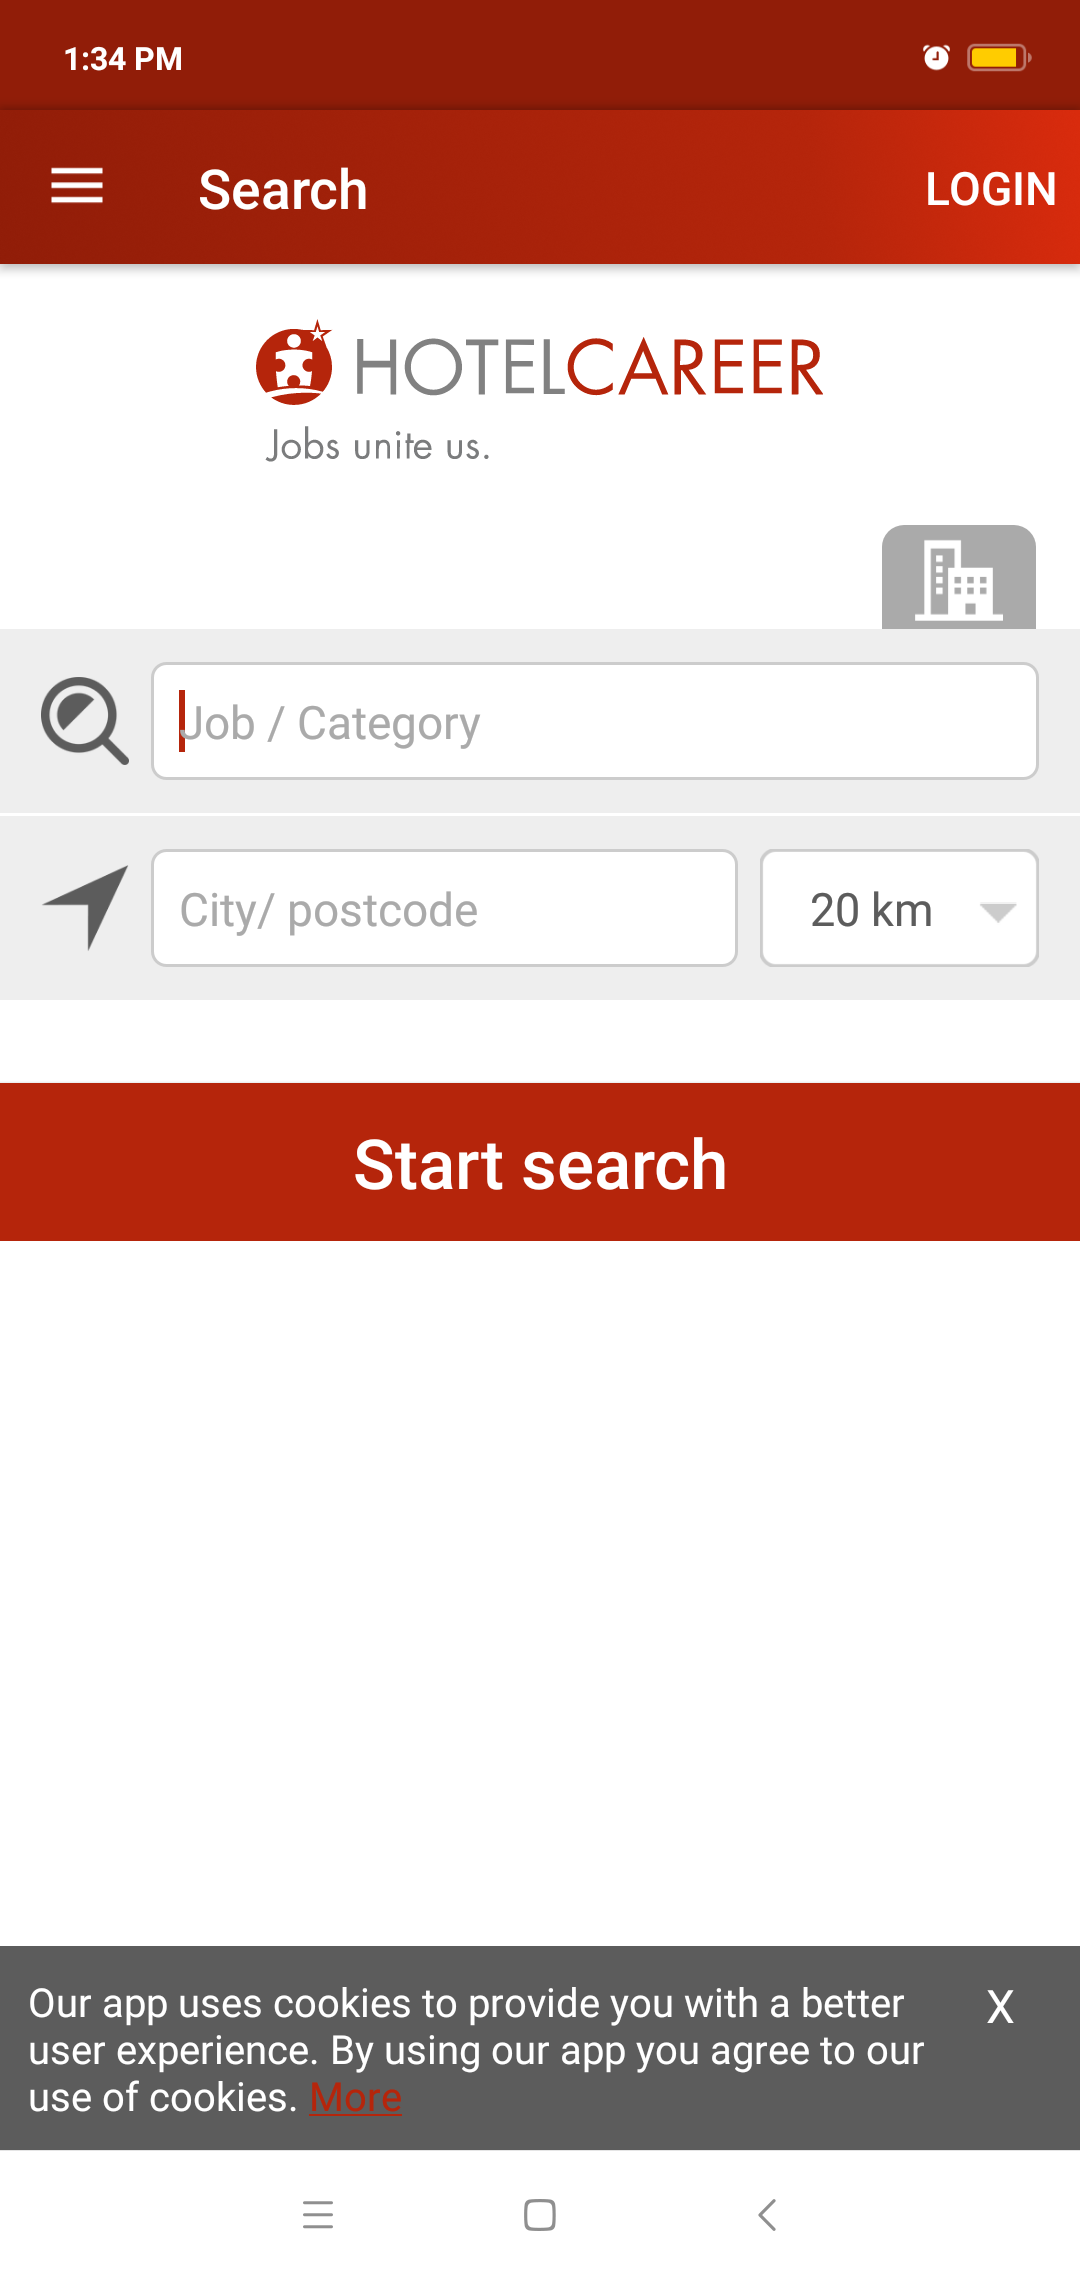 1:34 PM
Search
LOGIN
HOTELCAREER
Jobs unite us.
Job / Category
City/ postcode
20 km
Start search
Our app uses cookies to provide you with a better
X
user experience. By using our app you agree to our
use of cookies. More